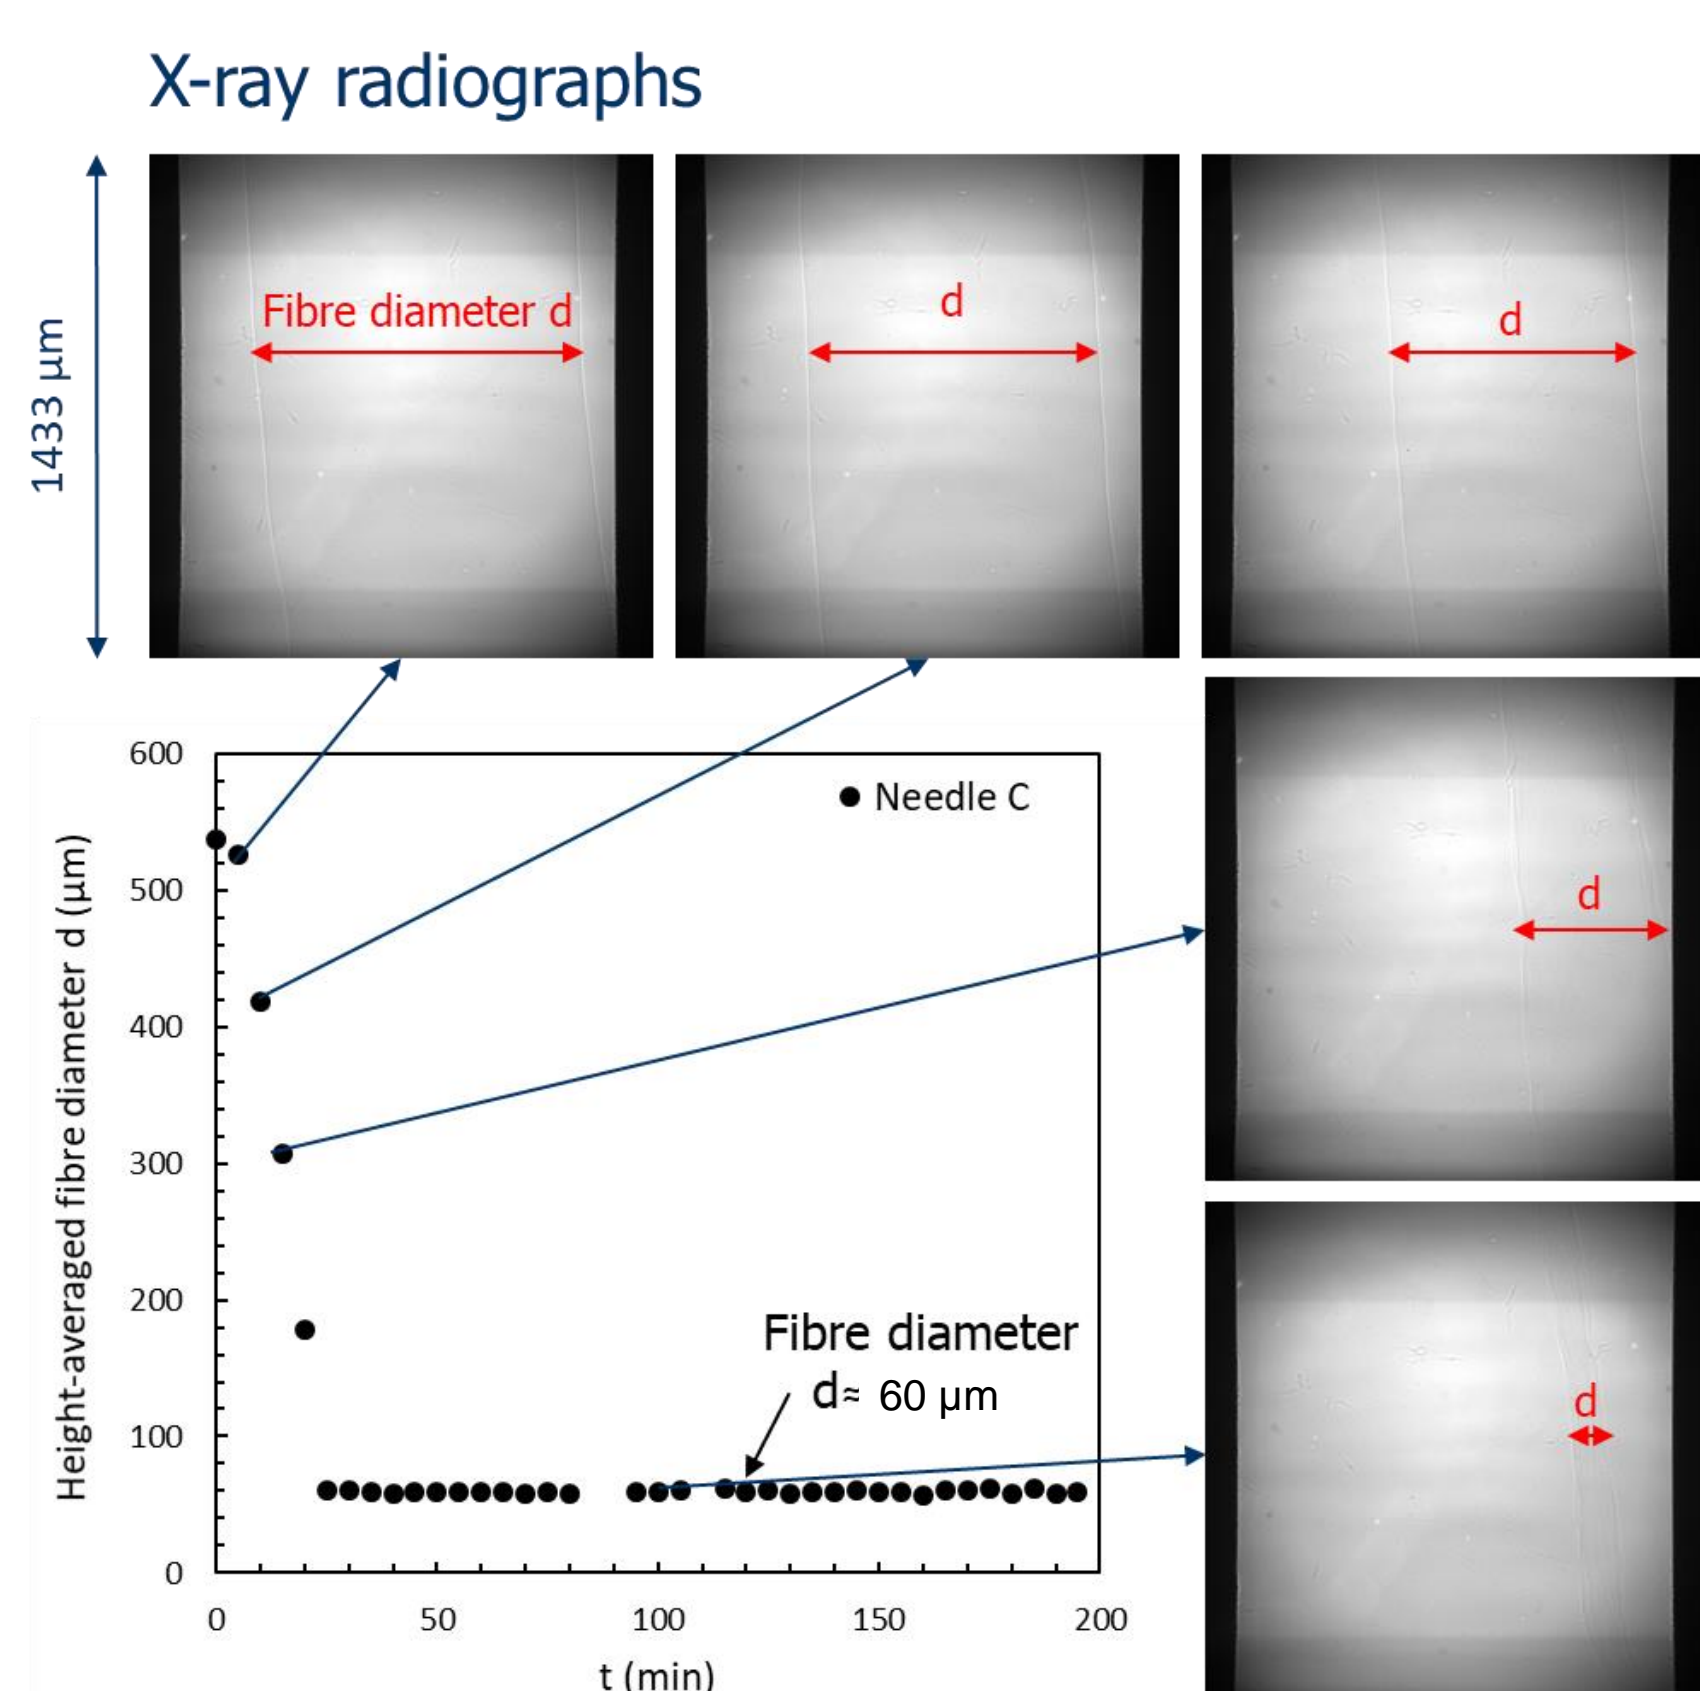 X-ray radiographs
1433 µm
Fibre diameter d
d
d
d
d
Height-averaged fibre diameter d (µm)
600
500
400
300
200
100
0
Needle C
Fibre diameter
d≈ 60 µm
0 50 100 150 200
t (min)